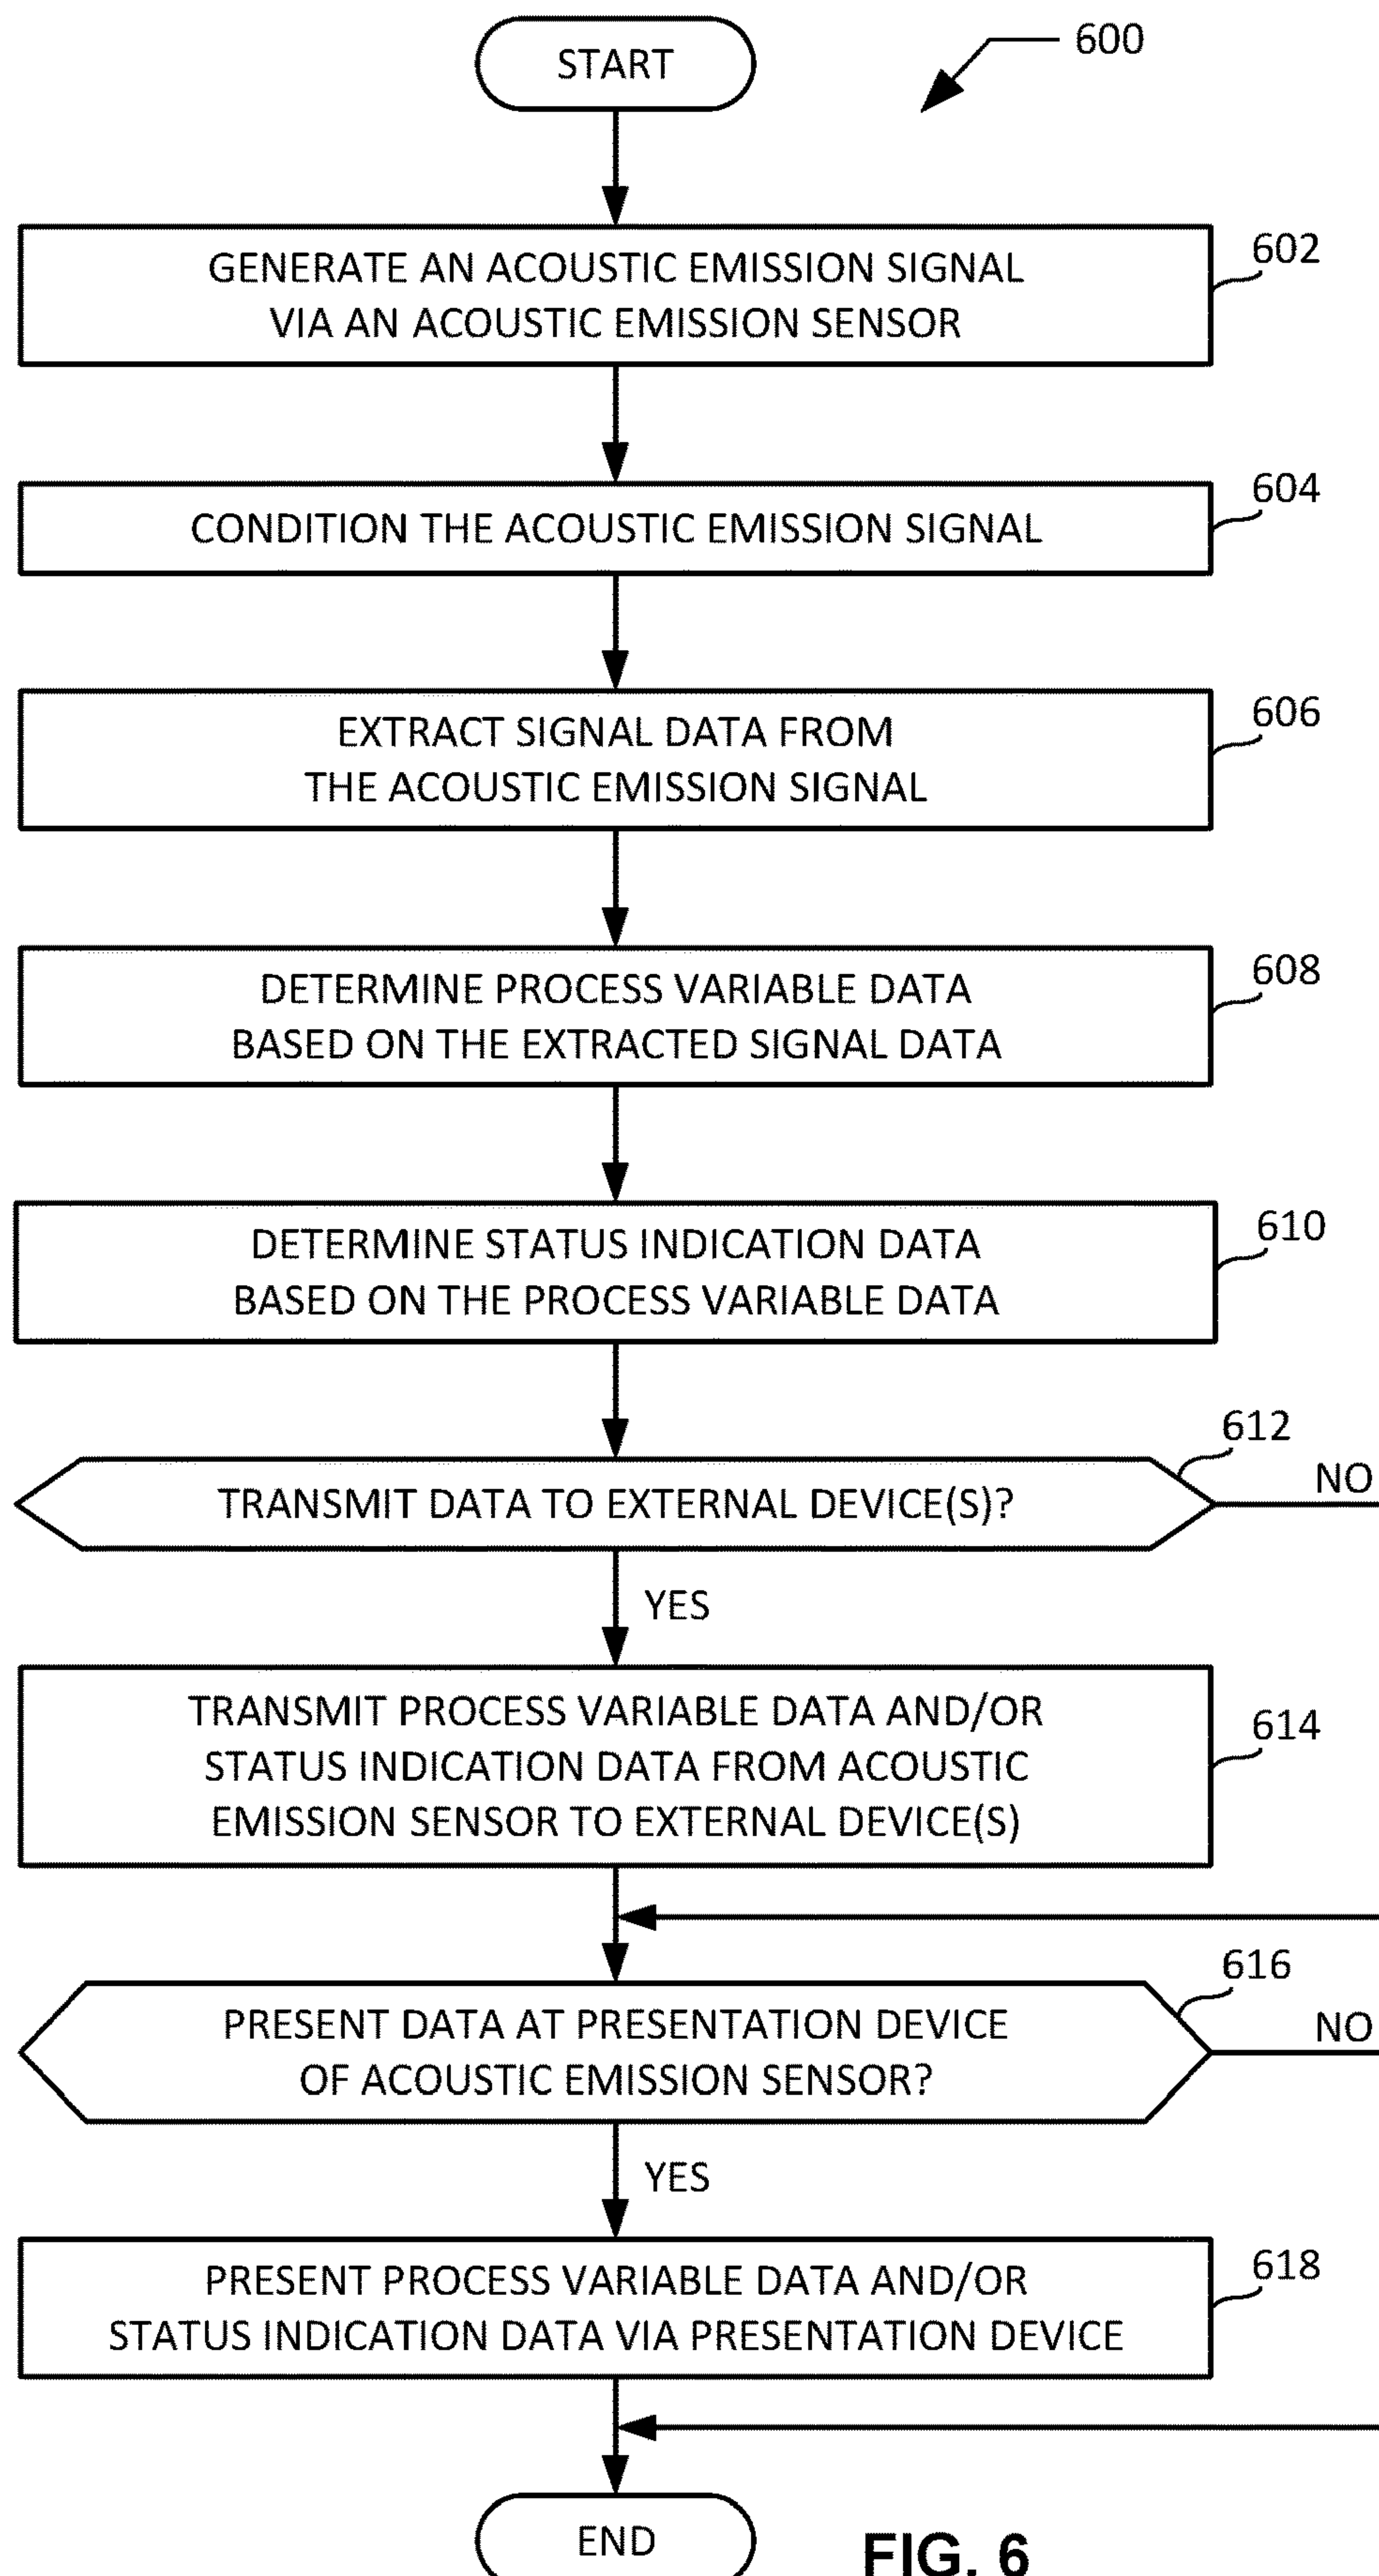 START
600
GENERATE AN ACOUSTIC EMISSION SIGNAL
VIA AN ACOUSTIC EMISSION SENSOR
602
CONDITION THE ACOUSTIC EMISSION SIGNAL
604
EXTRACT SIGNAL DATA FROM
THE ACOUSTIC EMISSION SIGNAL
606
DETERMINE PROCESS VARIABLE DATA
BASED ON THE EXTRACTED SIGNAL DATA
608
DETERMINE STATUS INDICATION DATA
BASED ON THE PROCESS VARIABLE DATA
610
TRANSMIT DATA TO EXTERNAL DEVICE(S)?
612
NO
YES
TRANSMIT PROCESS VARIABLE DATA AND/OR
STATUS INDICATION DATA FROM ACOUSTIC
EMISSION SENSOR TO EXTERNAL DEVICE(S)
614
PRESENT DATA AT PRESENTATION DEVICE
OF ACOUSTIC EMISSION SENSOR?
616
NO
YES
PRESENT PROCESS VARIABLE DATA AND/OR
STATUS INDICATION DATA VIA PRESENTATION DEVICE
618
END
FIG. 6